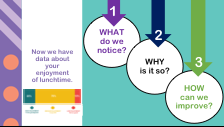 Now we have
data about
your
enjoyment
of lunchtime.
1
WHAT
do we
notice?
2
WHY
is it so?
3
HOW
can we
improve?